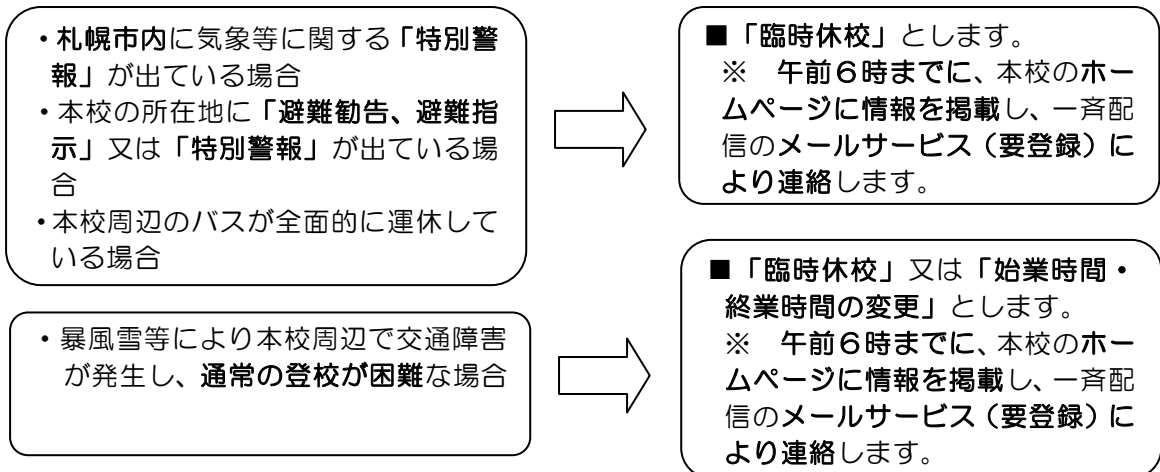 ・札幌市内に気象等に関する「特別警
報」が出ている場合
・本校の所在地に「避難勧告、避難指
示」又は「特別警報」が出ている場
合
・本校周辺のバスが全面的に運休して
いる場合
■「臨時休校」とします。
※　午前6時までに、本校のホー
ムページに情報を掲載し、一斉配
信のメールサービス（要登録）に
より連絡します。
・暴風雪等により本校周辺で交通障害
が発生し、通常の登校が困難な場合
■「臨時休校」又は「始業時間・
終業時間の変更」とします。
※　午前6時までに、本校のホー
ムページに情報を掲載し、一斉配
信のメールサービス（要登録）に
より連絡します。